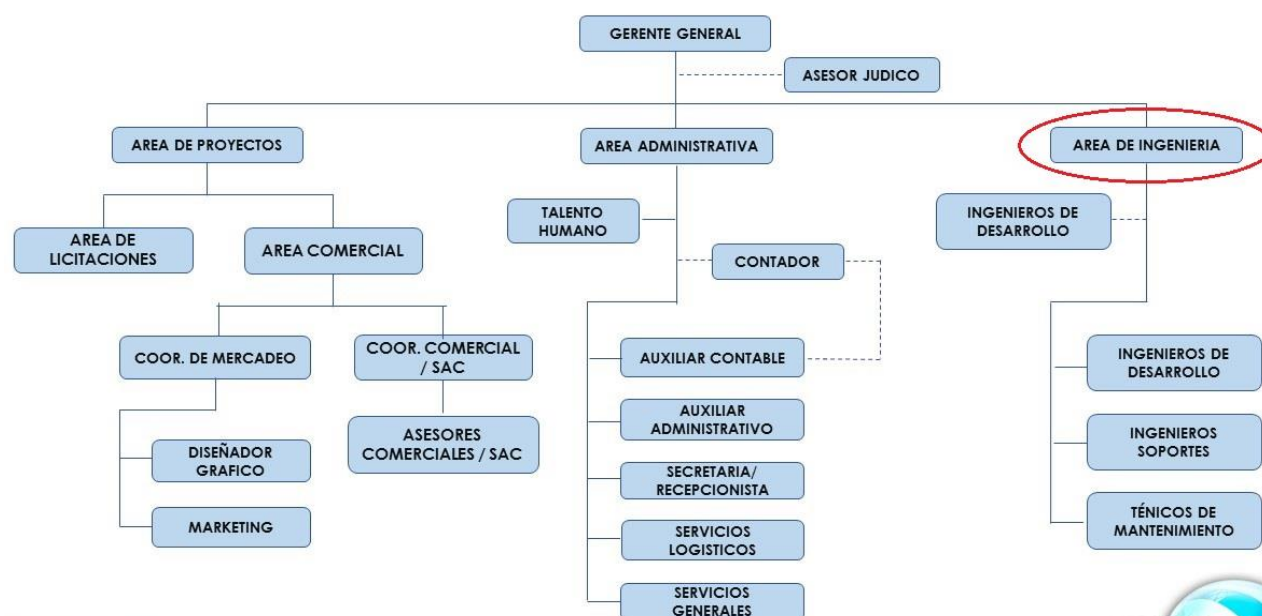 GERENTE GENERAL
ASESOR JUDICO
AREA DE PROYECTOS
AREA ADMINISTRATIVA
AREA DE INGENIERIA
TALENTO
HUMANO
INGENIEROS DE
DESARROLLO
AREA DE
LICITACIONES
AREA COMERCIAL
CONTADOR
COOR. DE MERCADEO
COOR. COMERCIAL
/ SAC
AUXILIAR CONTABLE
INGENIEROS DE
DESARROLLO
AUXILIAR
ADMINISTRATIVO
ASESORES
COMERCIALES / SAC
DISEÑADOR
GRAFICO
INGENIEROS
SOPORTES
SECRETARIA/
RECEPCIONISTA
MARKETING
TÉNICOS DE
MANTENIMIENTO
SERVICIOS
LOGISTICOS
SERVICIOS
GENERALES